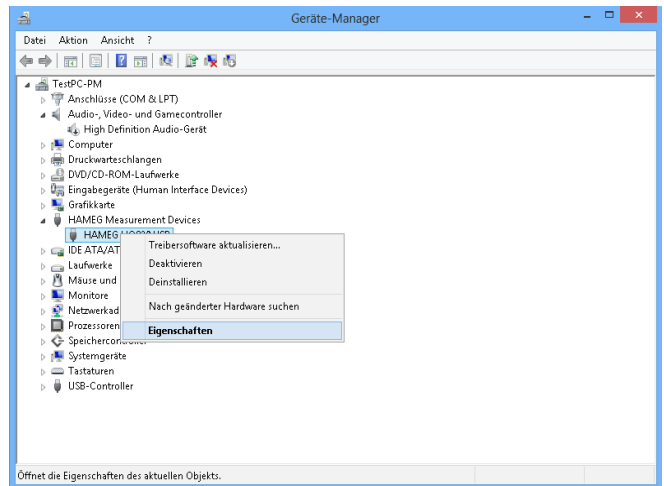 Geräte-Manager
Datei Aktion Ansicht ?
TestPC-PM
Anschlüsse (COM & LPT)
Audio-, Video- und Gamecontroller
High Definition Audio-Gerät
Computer
Druckwarteschlangen
DVD/CD-ROM-Laufwerke
Eingabegeräte (Human Interface Devices)
Grafikkarte
HAMEG Measurement Devices
HAMEG
IDE ATA/AT
Laufwerke
Mäuse und
Monitore
Netzwerkad
Prozessoren
Speichercontroller
Systemgeräte
Tastaturen
USB-Controller
Treibersoftware aktualisieren...
Deaktivieren
Deinstallieren
Nach geänderter Hardware suchen
Eigenschaften
Öffnet die Eigenschaften des aktuellen Objekts.